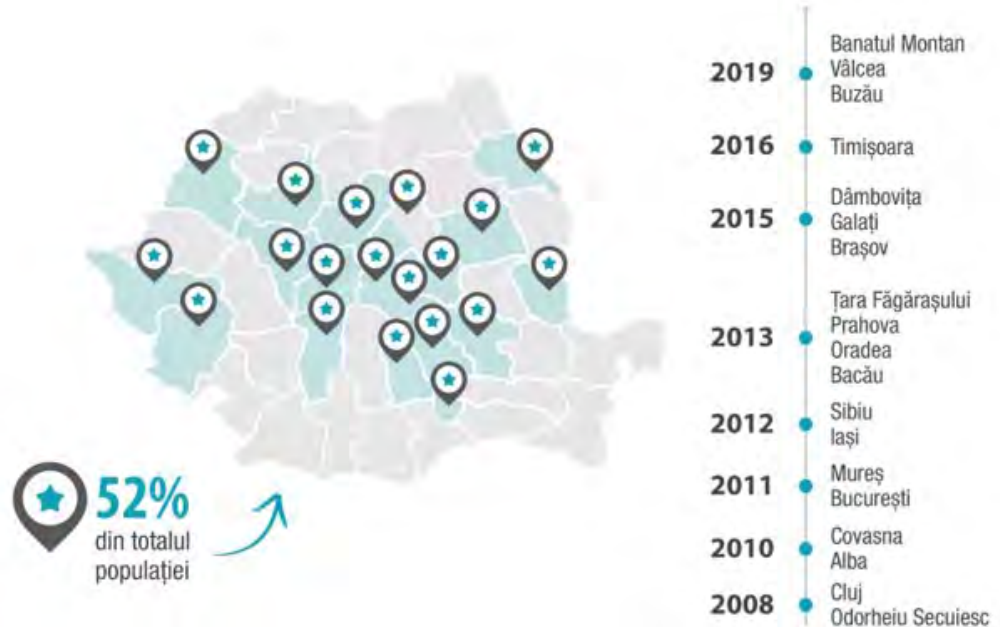 2019
Banatul Montan
Vâlcea
Buzău
2016
Timișoara
2015
Dâmbovița
Galați
Brașov
2013
Țara Făgărașului
Prahova
Oradea
Bacău
2012
Sibiu
Iași
2011
Mureș
București
2010
Covasna
Alba
2008
Cluj
Odorheiu Secuiesc
52%
din totalul
populației